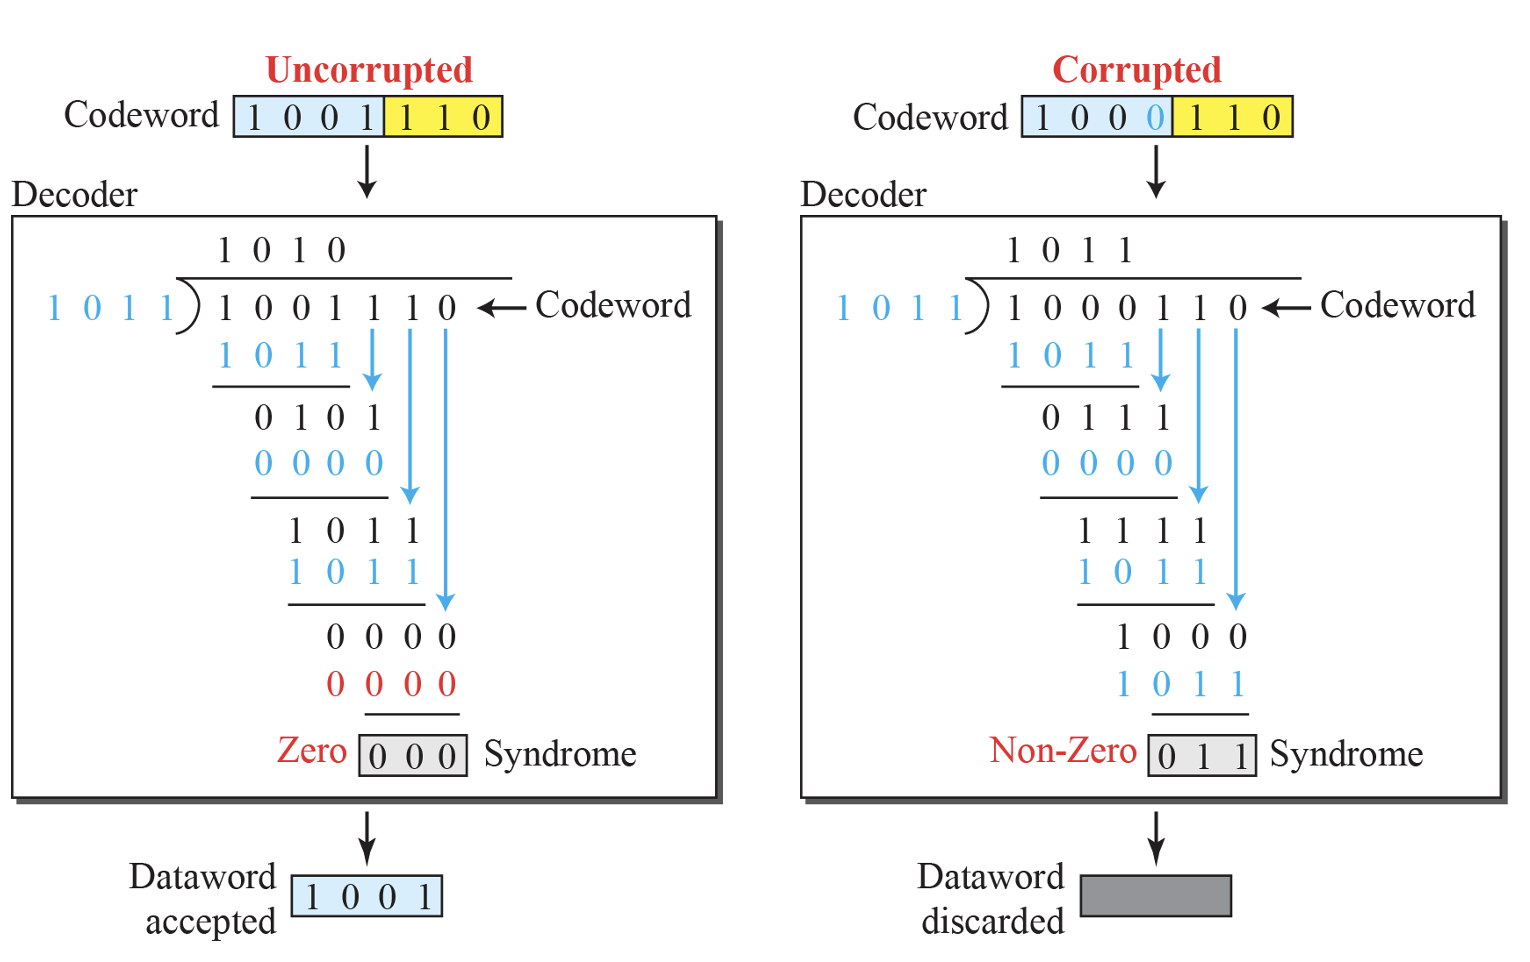 Uncorrupted
Codeword 1 0 0 1 1 1 0
Decoder
1 0 1 0
1 0 1 1 1 0 0 1 1 1 0 Codeword
1 0 1 1
0 1 0 1
0 0 0 0
1 0 1 1
1 0 1 1
0 0 0 0
0 0 0 0
Zero 0 0 0 Syndrome
Dataword
accepted
1 0 0 1
Corrupted
Codeword 1 0 0 0 1 1 0
Decoder
1 0 1 1
1 0 1 1 1 0 0 0 1 1 0 Codeword
1 0 1 1
0 1 1 1
0 0 0 0
1 1 1 1
1 0 1 1
1 0 0 0
1 0 1 1
Non-Zero 0 1 1 Syndrome
Dataword
discarded